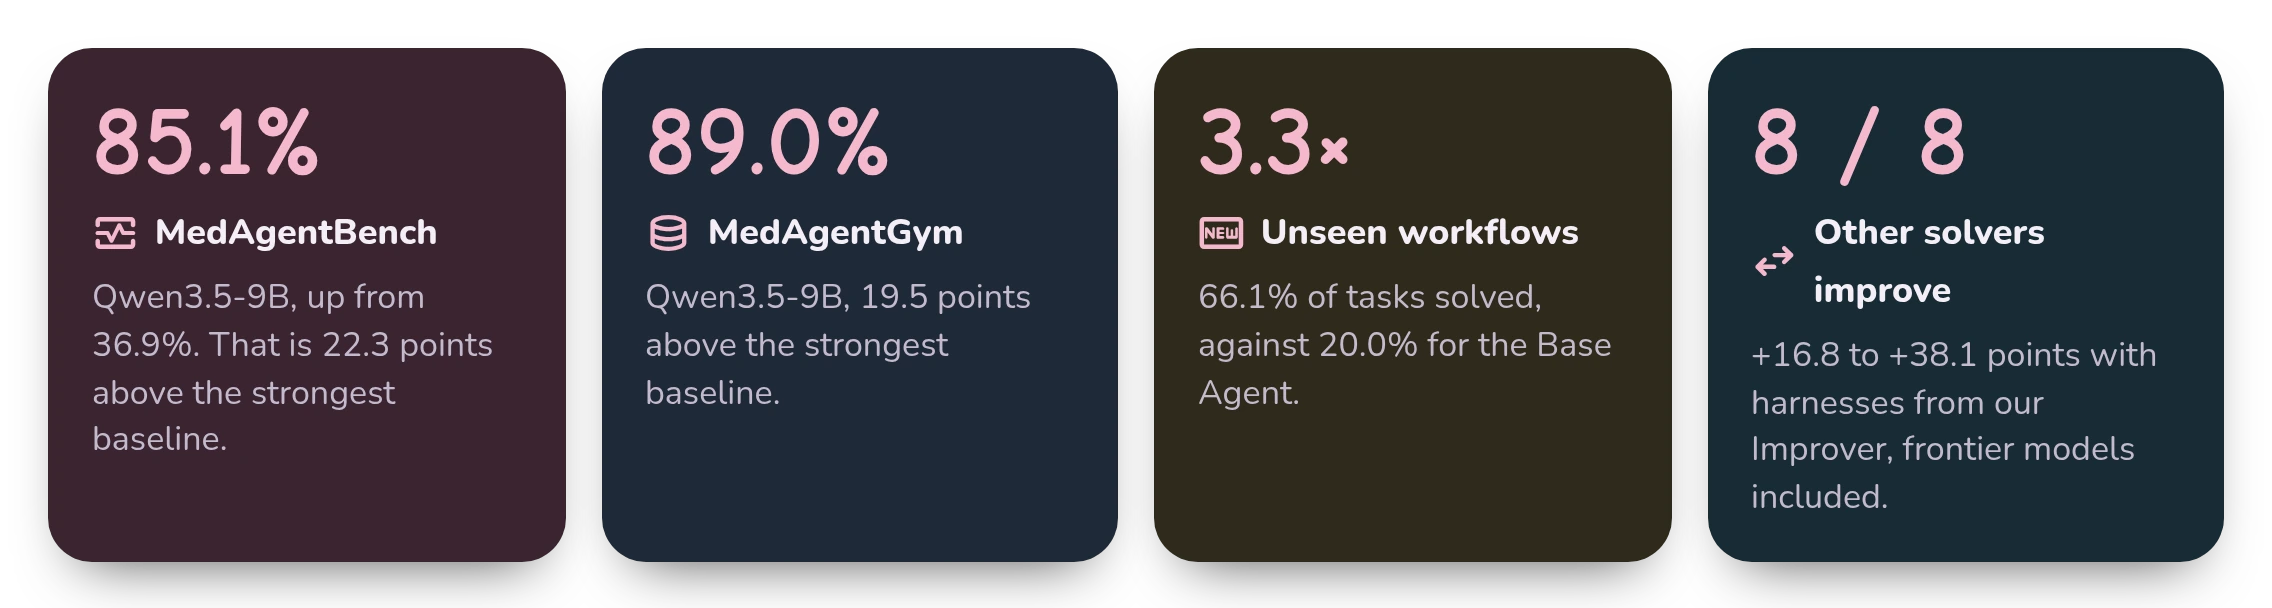 85.1%
MedAgentBench
Qwen3.5-9B, up from
36.9%. That is 22.3 points
above the strongest
baseline.
89.0%
MedAgentGym
Qwen3.5-9B, 19.5 points
above the strongest
baseline.
3.3×
NEW
Unseen workflows
66.1% of tasks solved,
against 20.0% for the Base
Agent.
8 / 8
Other solvers
improve
+16.8 to +38.1 points with
harnesses from our
Improver, frontier models
included.